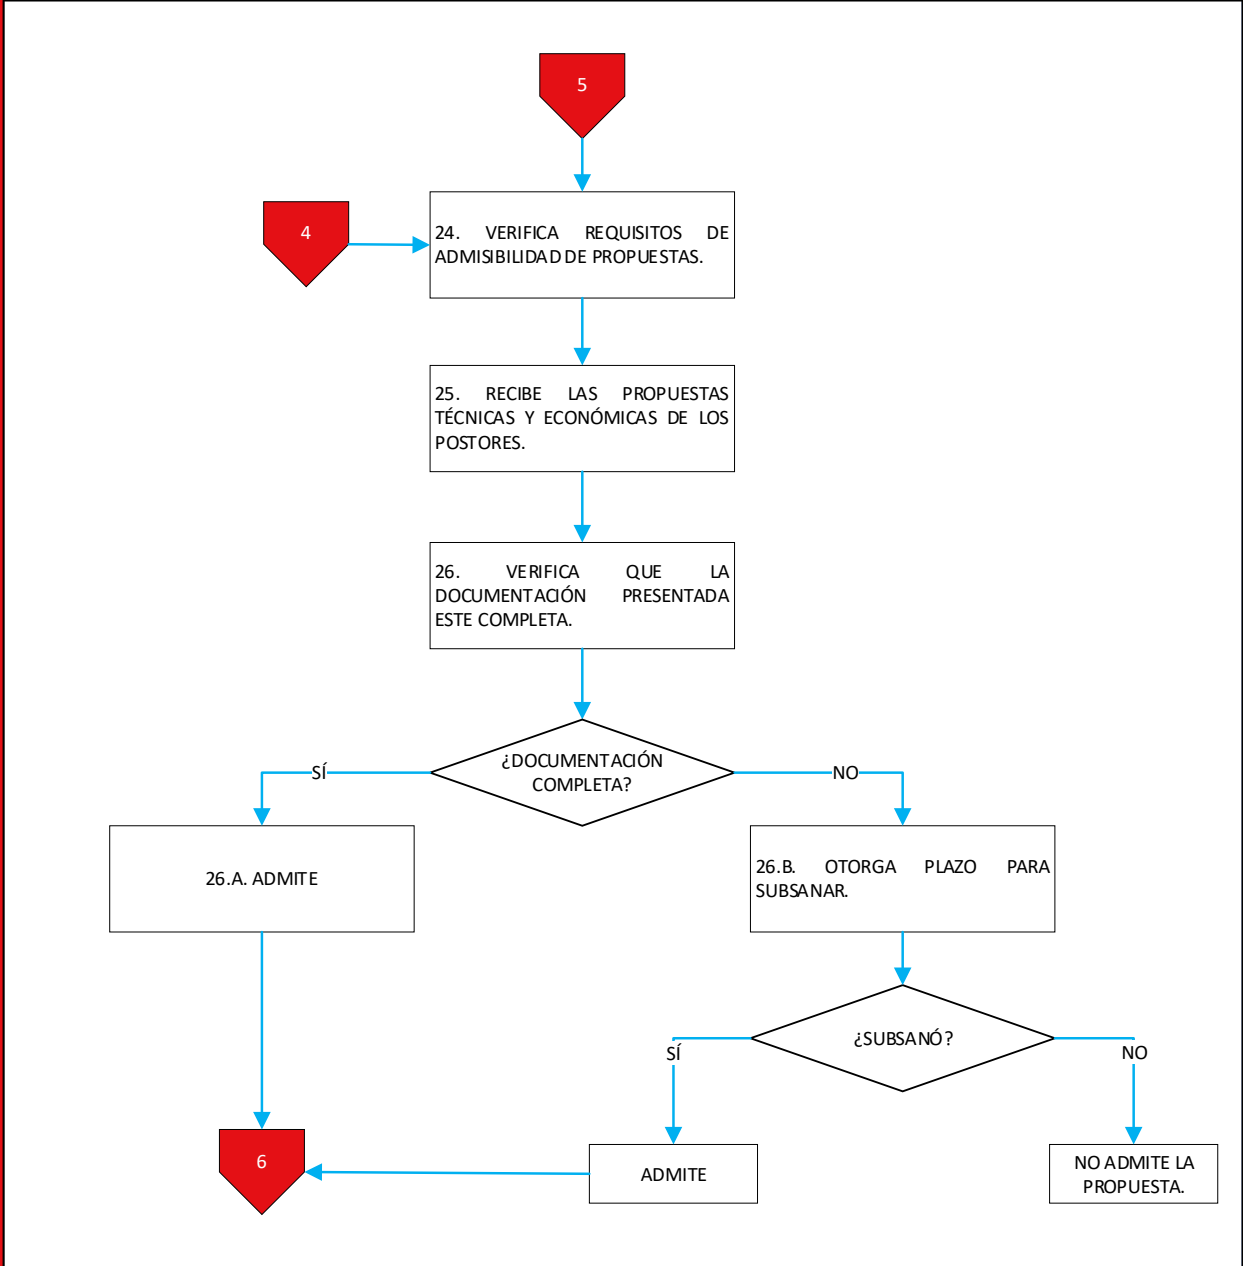 5
4
24. VERIFICA REQUISITOS DE
ADMISIBILIDAD DE PROPUESTAS.
25. RECIBE LAS PROPUESTAS
TÉCNICAS Y ECONÓMICAS DE LOS
POSTORES.
26. VERIFICA QUE LA
DOCUMENTACIÓN PRESENTADA
ESTE COMPLETA.
¿DOCUMENTACIÓN
COMPLETA?
SÍ
NO
26.A. ADMITE
26.B. OTORGA PLAZO PARA
SUBSANAR.
¿SUBSANÓ?
SÍ
NO
6
ADMITE
NO ADMITE LA
PROPUESTA.